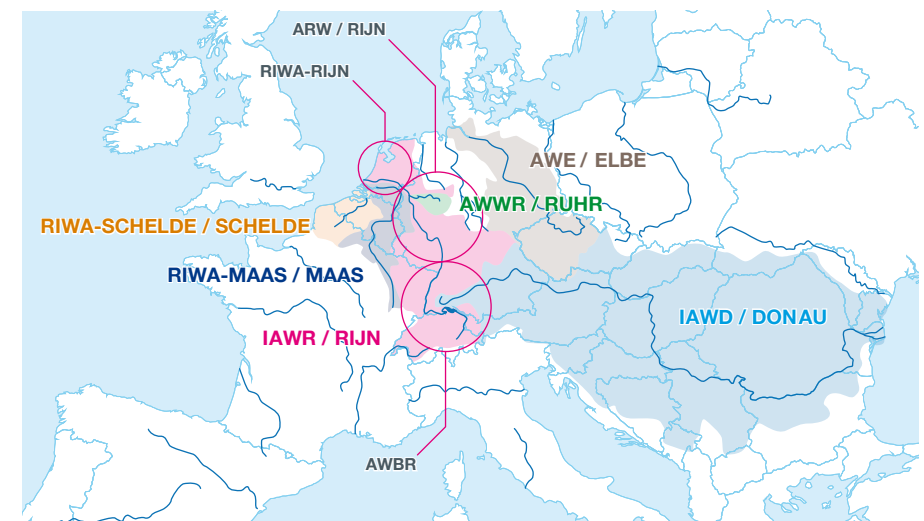 ARW / RIJN
RIWA-RIJN
AWE / ELBE
AWWR / RUHR
RIWA-SCHELDE / SCHELDE
RIWA-MAAS / MAAS
IAWD / DONAU
IAWR / RIJN
AWBR